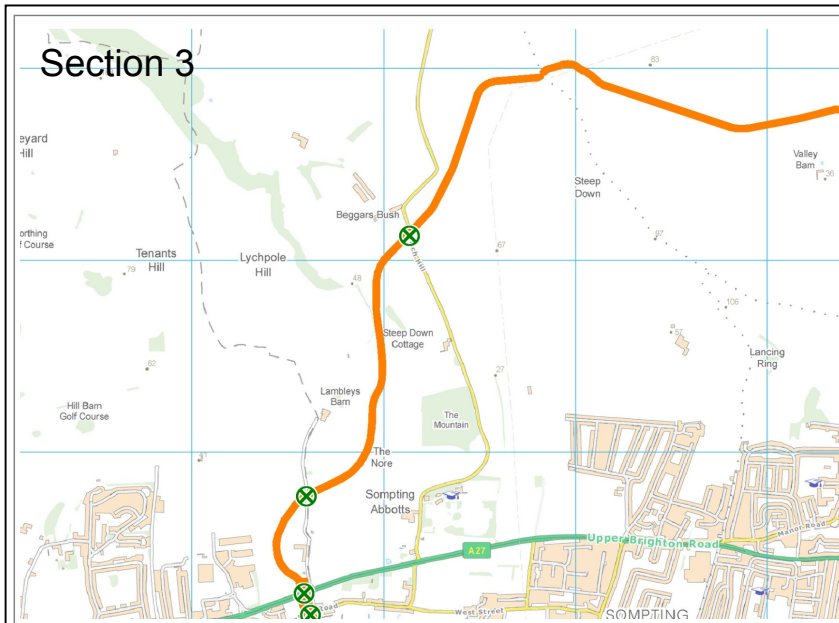 Section 3
83
eyard
Hill
Valley
Barn
36
Steep
Down
Beggars Bush
orthing
f Course
Tenants
Hill
Lychpole
Hill
67
97
79
48
106
Steep Down
Cottage
57
Lancing
Ring
62
27
Lambleys
Barn
Hill Barn
Golf Course
The
Mountain
The
Nore
Sompting
Abbotts
Manor Road
Upper Brighton Road
A27
Road
West Street
SOMPTING